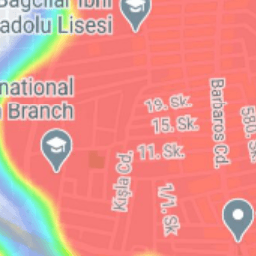 Bağcılar İbni
adolu Lisesi
national
Branch
19. Sk.
15. Sk.
11. Sk.
Kışla Cd.
1/1. Sk
Barbaros Cd.
580. Sk